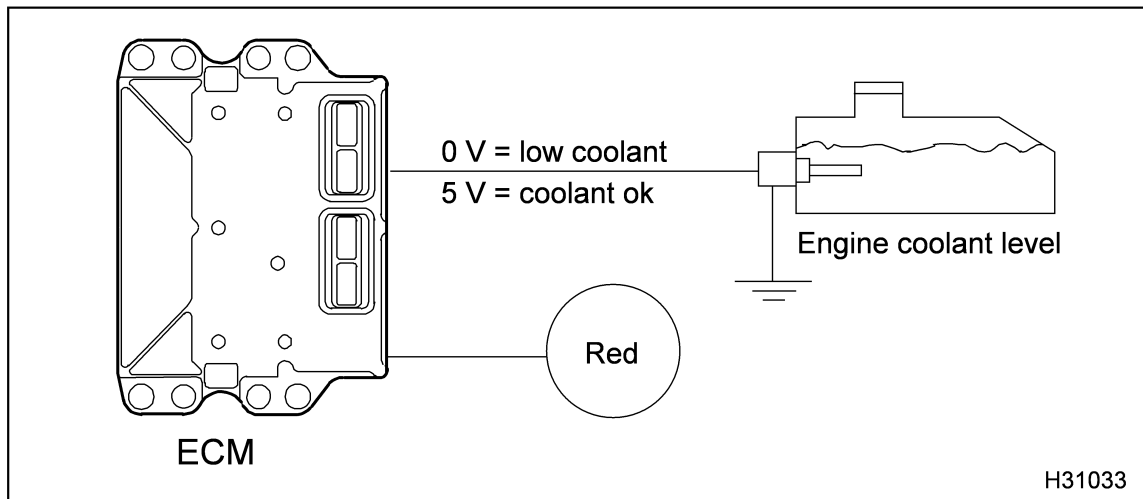 0 V = low coolant
5 V = coolant ok
Engine coolant level
Red
ECM
H31033